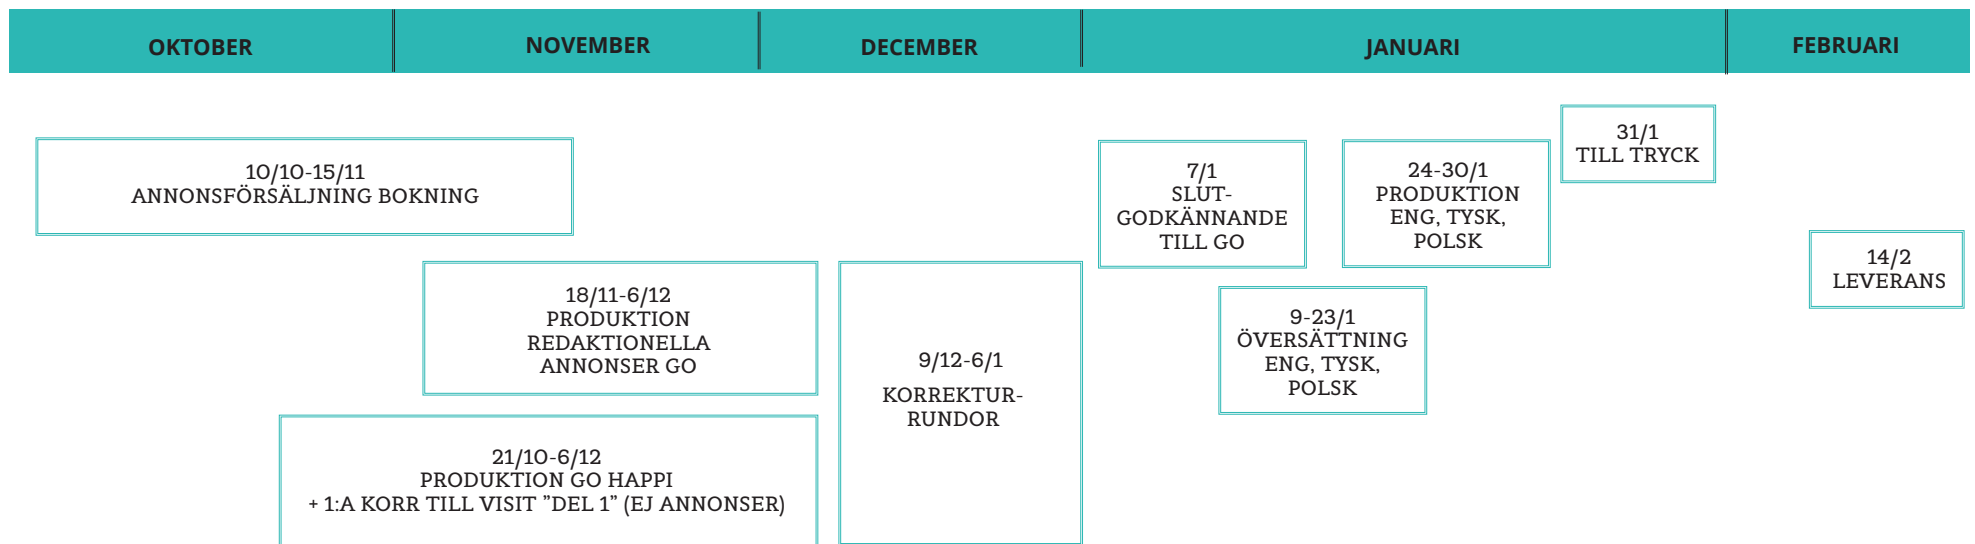 OKTOBER
NOVEMBER
DECEMBER
JANUARI
FEBRUARI
10/10-15/11
ANNONSFÖRSÄLJNING BOKNING
18/11-6/12
PRODUKTION
REDAKTIONELLA
ANNONSER GO
21/10-6/12
PRODUKTION GO HAPPI
+ 1:A KORR TILL VISIT ”DEL 1” (EJ ANNONSER)
9/12-6/1
KORREKTUR-
RUNDOR
7/1
SLUT-
GODKÄNNANDE
TILL GO
9-23/1
ÖVERSÄTTNING
ENG, TYSK,
POLSK
24-30/1
PRODUKTION
ENG, TYSK,
POLSK
31/1
TILL TRYCK
14/2
LEVERANS